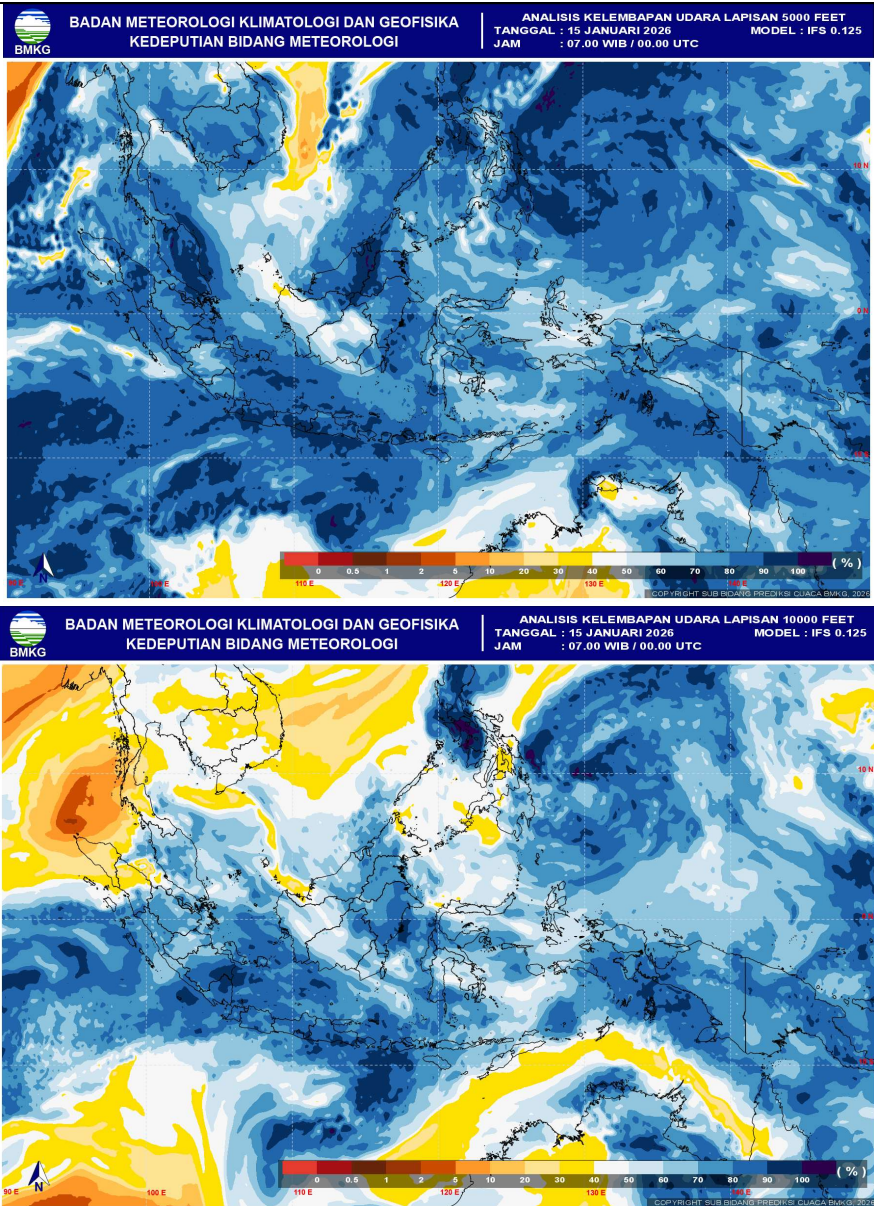 BMKG
BADAN METEOROLOGI KLIMATOLOGI DAN GEOFISIKA
KEDEPUTIAN BIDANG METEOROLOGI
ANALISIS KELEMBAPAN UDARA LAPISAN 5000 FEET
TANGGAL : 15 JANUARI 2026 MODEL : IFS 0.125
JAM : 07.00 WIB / 00.00 UTC
10 N
0 N
N
110 E 120 E 130 E
0 0.5 1 2 5 10 20 30 40 50 60 70 80 90 100 ( % )
COPYRIGHT SUB BIDANG PREDIKSI CUACA BMKG, 2026
BMKG
BADAN METEOROLOGI KLIMATOLOGI DAN GEOFISIKA
KEDEPUTIAN BIDANG METEOROLOGI
ANALISIS KELEMBAPAN UDARA LAPISAN 10000 FEET
TANGGAL : 15 JANUARI 2026 MODEL : IFS 0.125
JAM : 07.00 WIB / 00.00 UTC
10 N
N
90 E 100 E 110 E 120 E 130 E 140 E
0 0.5 1 2 5 10 20 30 40 50 60 70 80 90 100 ( % )
COPYRIGHT SUB BIDANG PREDIKSI CUACA BMKG, 2026